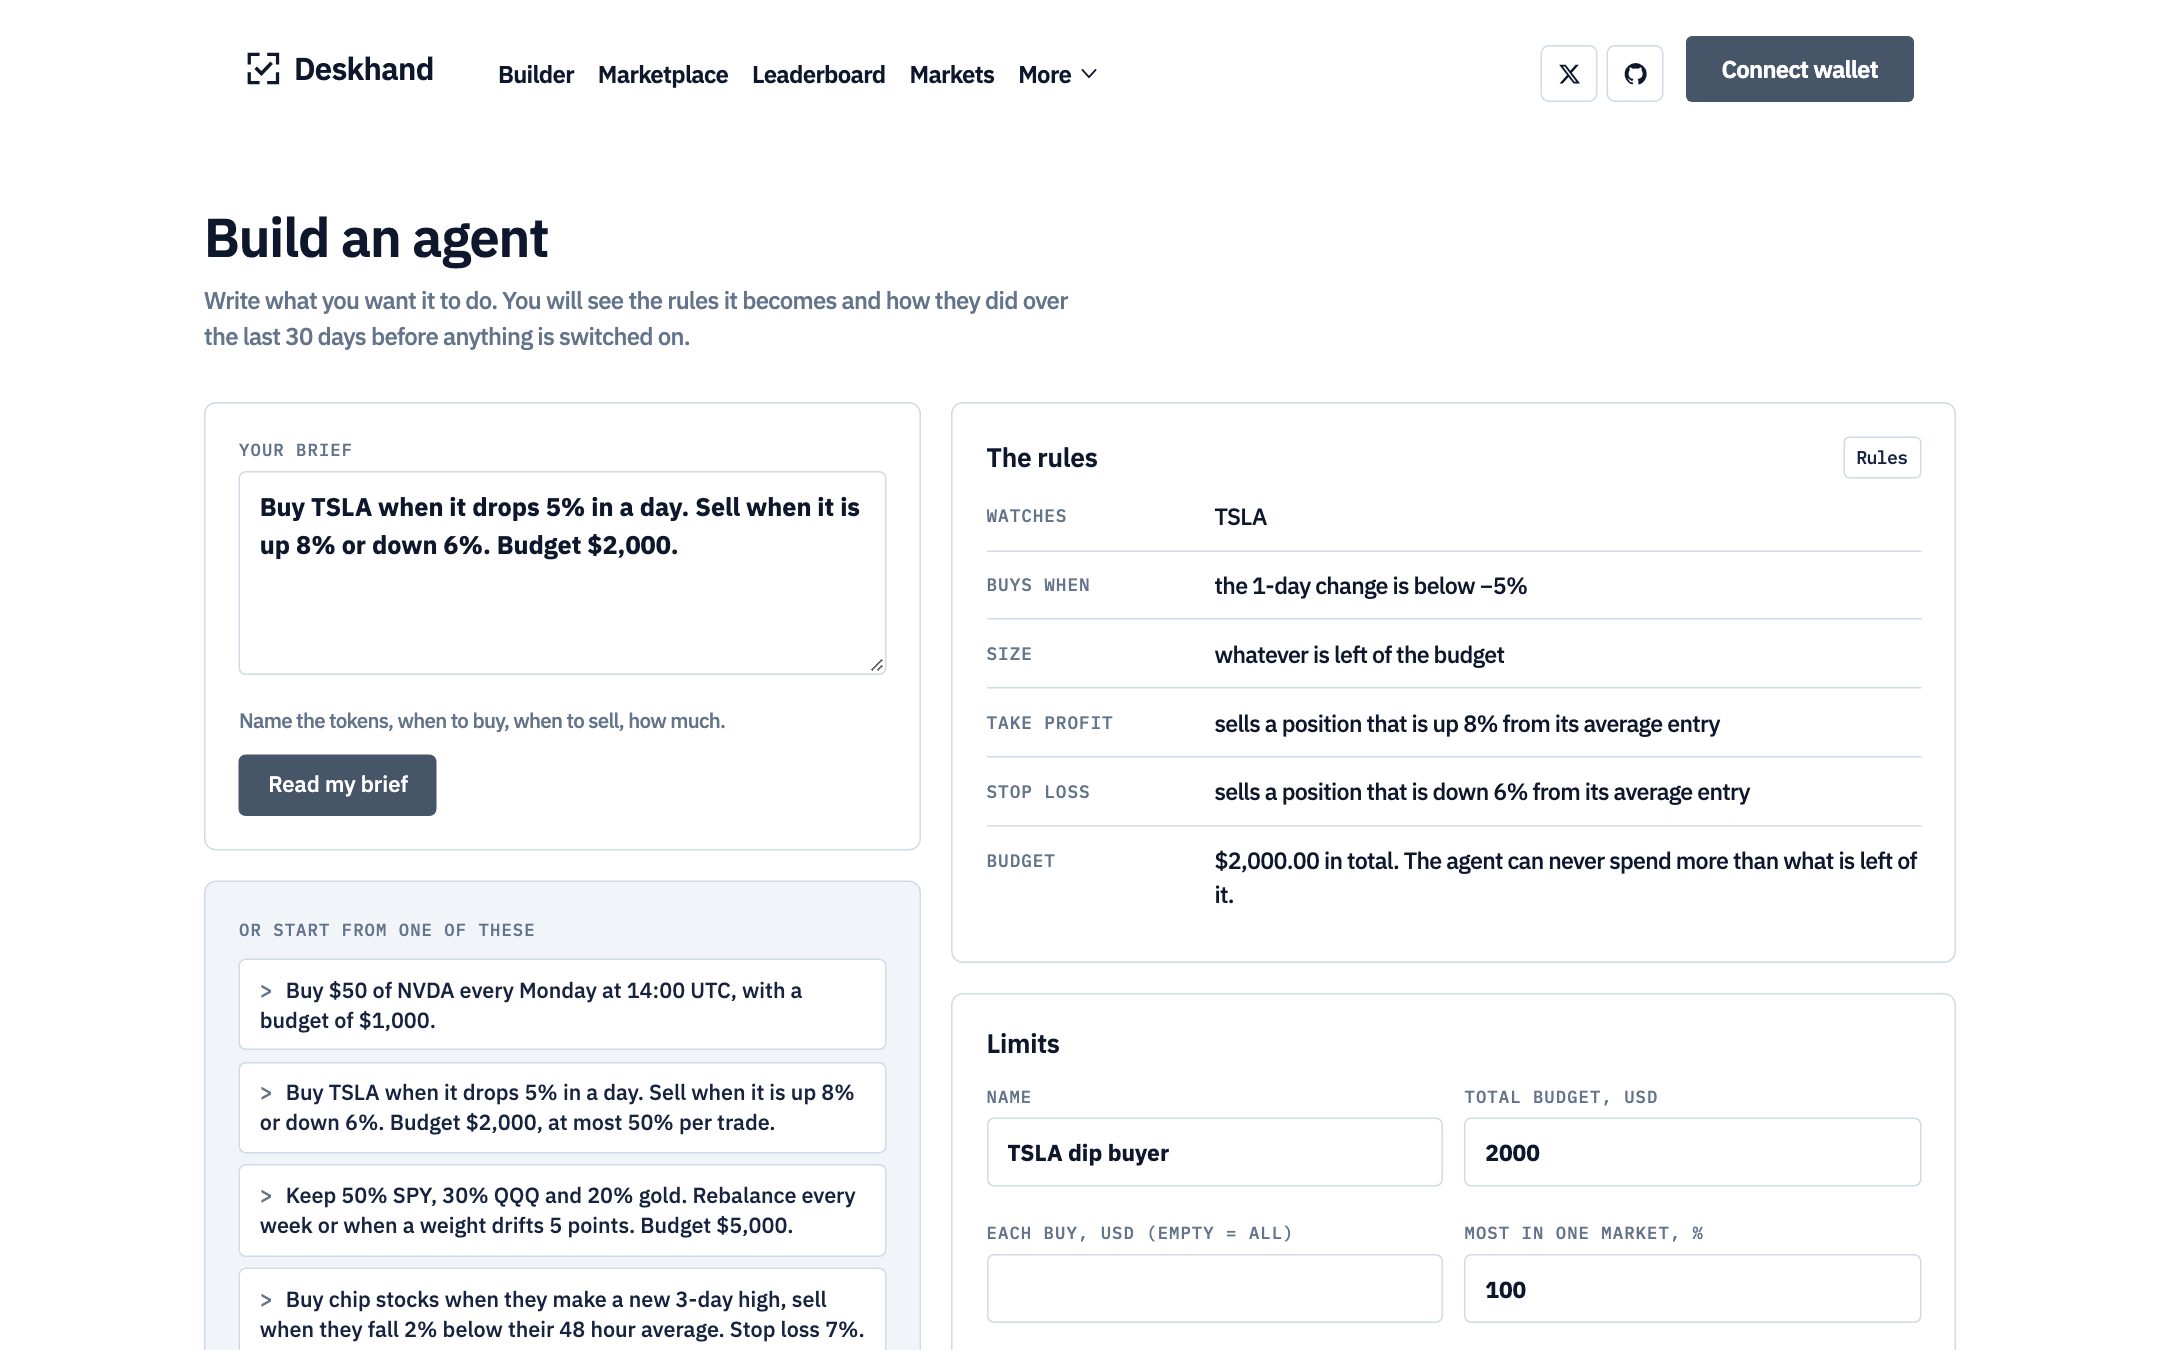 Deskhand
Builder Marketplace Leaderboard Markets More
Connect wallet
Build an agent
Write what you want it to do. You will see the rules it becomes and how they did over
the last 30 days before anything is switched on.
YOUR BRIEF
Buy TSLA when it drops 5% in a day. Sell when it is
up 8% or down 6%. Budget $2,000.
Name the tokens, when to buy, when to sell, how much.
Read my brief
OR START FROM ONE OF THESE
> Buy $50 of NVDA every Monday at 14:00 UTC, with a
budget of $1,000.
> Buy TSLA when it drops 5% in a day. Sell when it is up 8%
or down 6%. Budget $2,000, at most 50% per trade.
> Keep 50% SPY, 30% QQQ and 20% gold. Rebalance every
week or when a weight drifts 5 points. Budget $5,000.
> Buy chip stocks when they make a new 3-day high, sell
when they fall 2% below their 48 hour average. Stop loss 7%.
The rules
Rules
WATCHES TSLA
BUYS WHEN the 1-day change is below −5%
SIZE whatever is left of the budget
TAKE PROFIT sells a position that is up 8% from its average entry
STOP LOSS sells a position that is down 6% from its average entry
BUDGET $2,000.00 in total. The agent can never spend more than what is left of
it.
Limits
NAME TOTAL BUDGET, USD
TSLA dip buyer 2000
EACH BUY, USD (EMPTY = ALL) MOST IN ONE MARKET, %
100